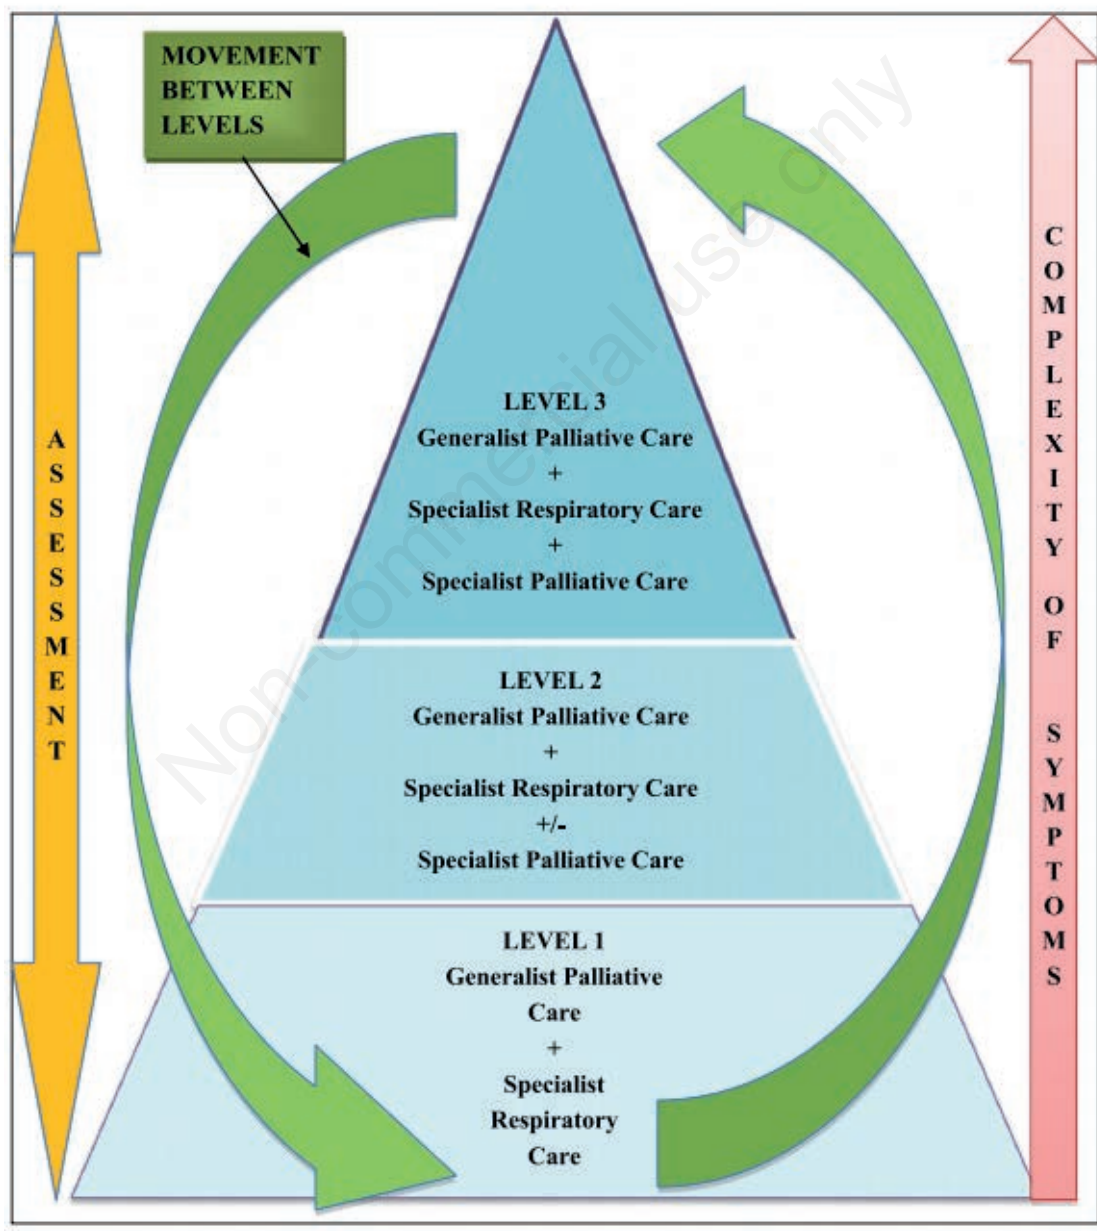 MOVEMENT
BETWEEN
LEVELS
ASSESSMENT
LEVEL 3
Generalist Palliative Care
+
Specialist Respiratory Care
+
Specialist Palliative Care
LEVEL 2
Generalist Palliative Care
+
Specialist Respiratory Care
+/-
Specialist Palliative Care
LEVEL 1
Generalist Palliative
Care
+
Specialist
Respiratory
Care
COMPLEXITY OF SYMPTOMS
Non-commercial use only